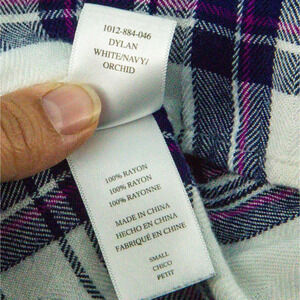 1012-884-046
DYLAN
WHITE/NAVY/
ORCHID
100% RAYON
100% RAYON
100% RAYONNE
MADE IN CHINA
HECHO EN CHINA
FABRIQUÉ EN CHINE
SMALL
CHICO
PETIT